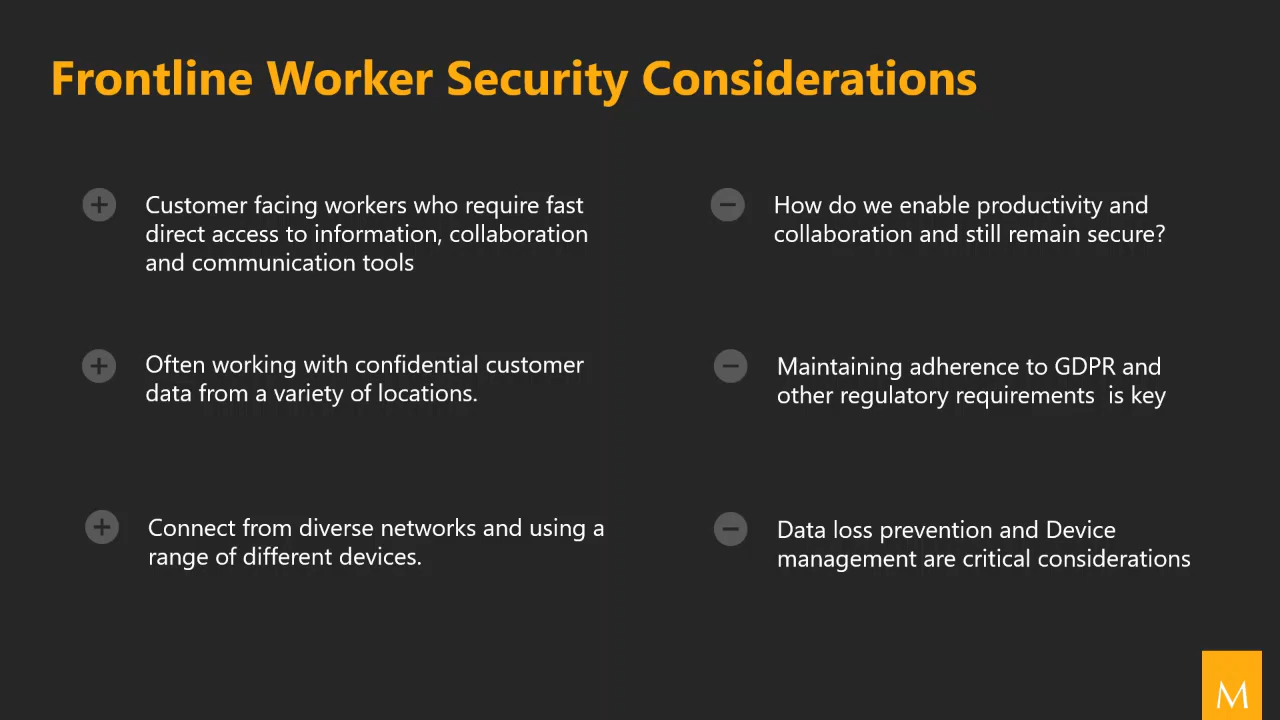 Frontline Worker Security Considerations
Customer facing workers who require fast
direct access to information, collaboration
and communication tools
How do we enable productivity and
collaboration and still remain secure?
Often working with confidential customer
data from a variety of locations.
Maintaining adherence to GDPR and
other regulatory requirements  is key
Connect from diverse networks and using a
range of different devices.
Data loss prevention and Device
management are critical considerations
M